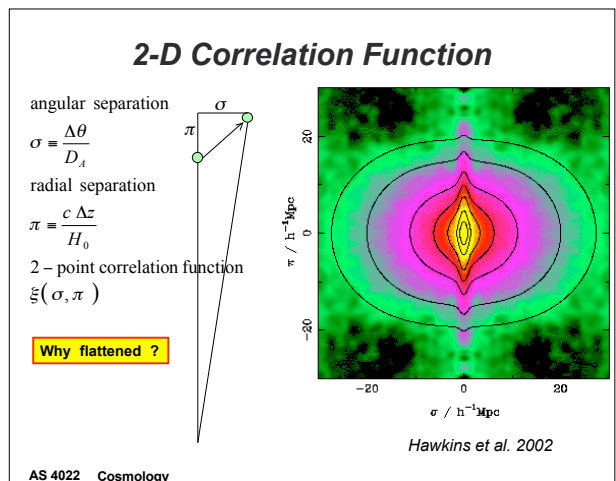 2-D Correlation Function
angular separation
σ ≡ Δθ / D_A
radial separation
π ≡ c Δz / H_0
2 – point correlation function
ξ(σ, π)
Why flattened ?
σ
π
20
0
-20
π / h⁻¹Mpc
-20
0
20
σ / h⁻¹Mpc
Hawkins et al. 2002
AS 4022 Cosmology